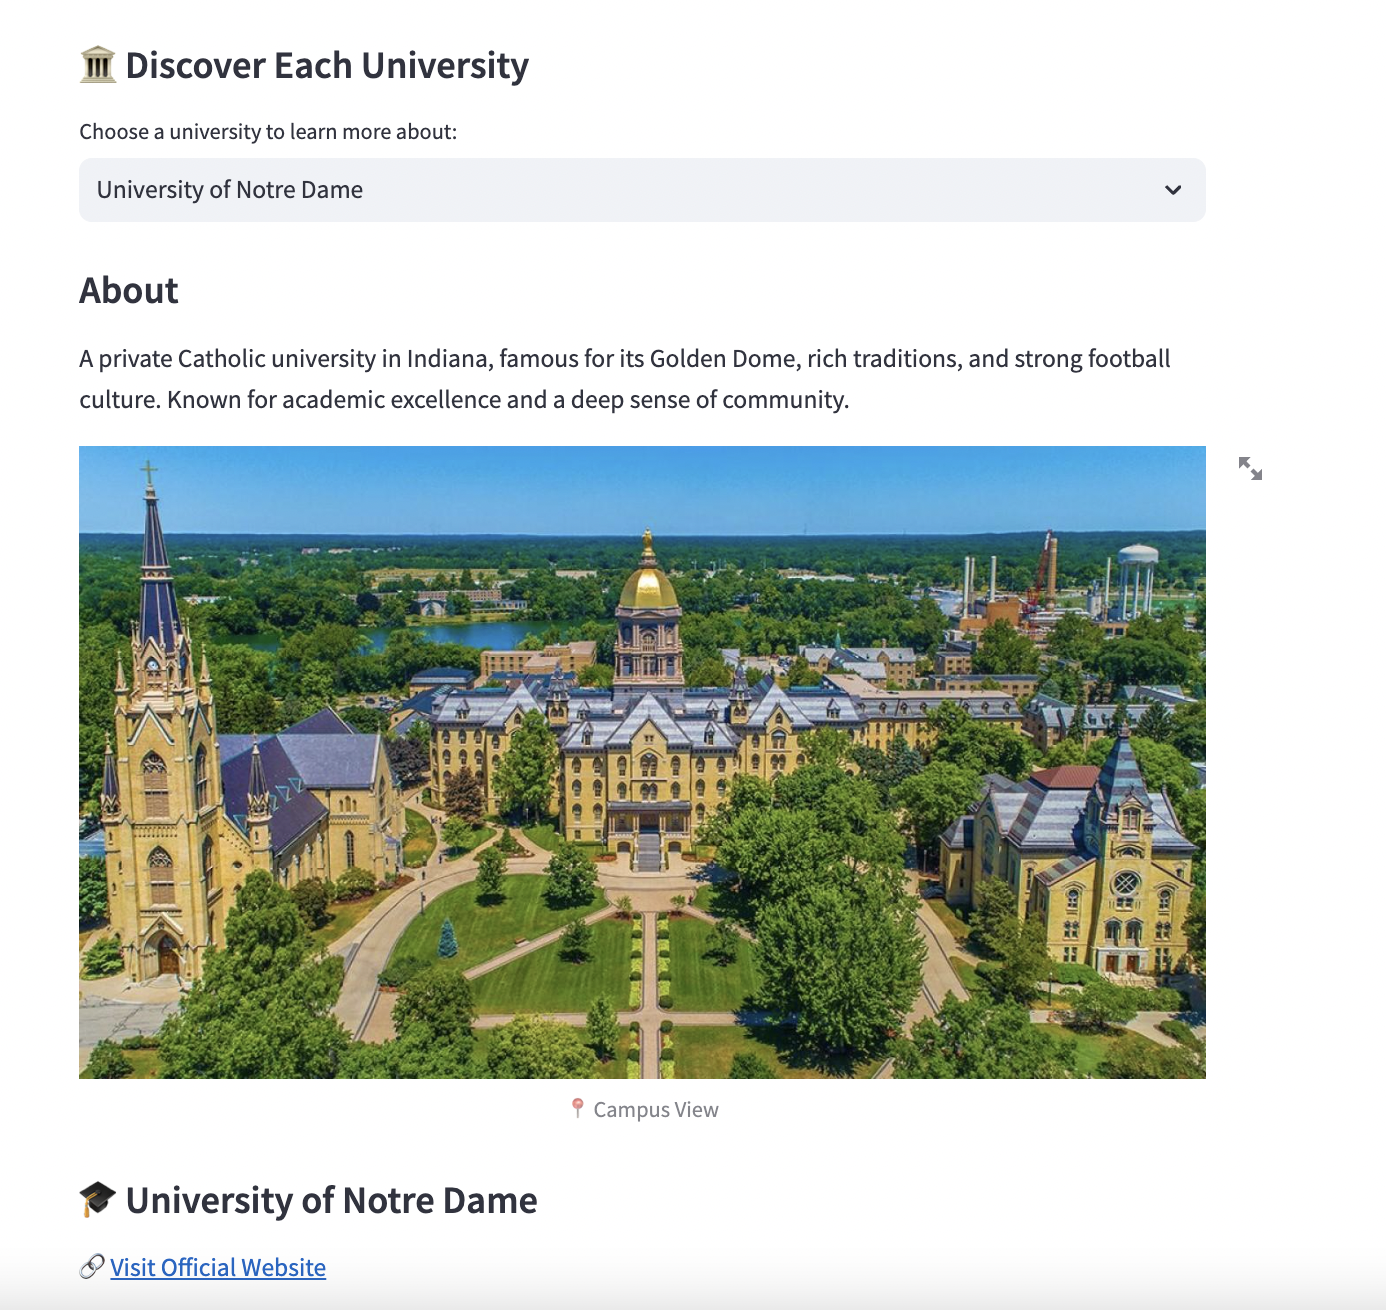 🏛️ Discover Each University
Choose a university to learn more about:
University of Notre Dame
About
A private Catholic university in Indiana, famous for its Golden Dome, rich traditions, and strong football
culture. Known for academic excellence and a deep sense of community.
📍 Campus View
🎓 University of Notre Dame
🔗 Visit Official Website